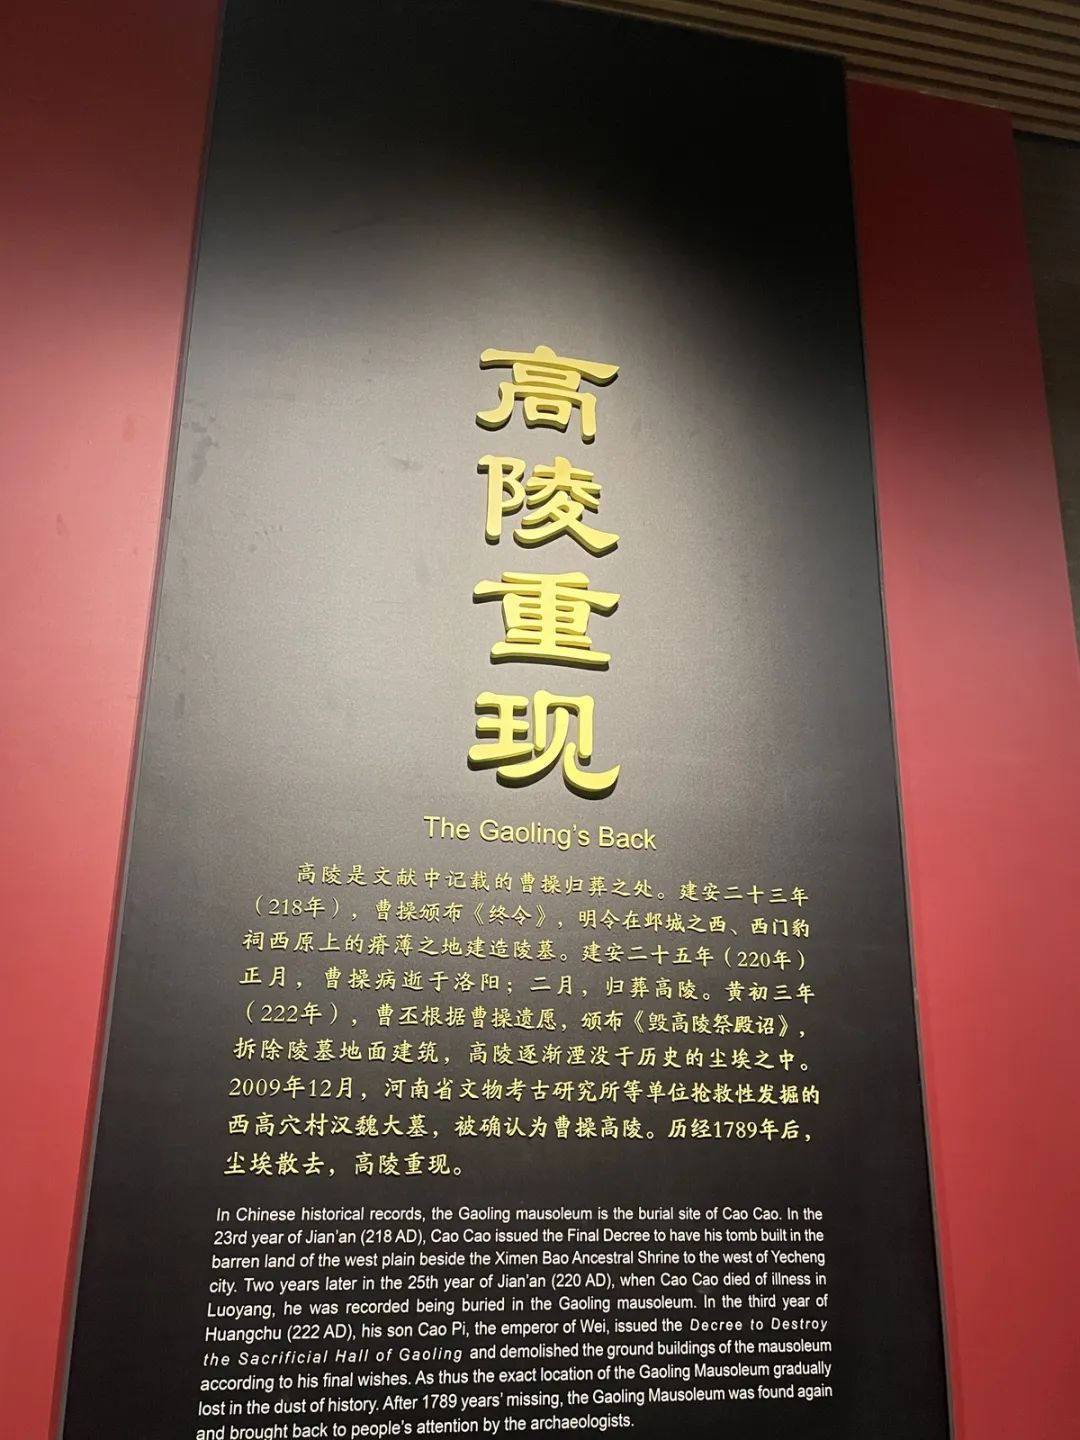 高陵重现
The Gaoling's Back
高陵是文献中记载的曹操归葬之处。建安二十三年
（218年），曹操颁布《终令》，明令在邺城之西、西门豹
祠西原上的瘠薄之地建造陵墓。建安二十五年（220年）
正月，曹操病逝于洛阳；二月，归葬高陵。黄初三年
（222年），曹丕根据曹操遗愿，颁布《毁高陵祭殿诏》，
拆除陵墓地面建筑，高陵逐渐湮没于历史的尘埃之中。
2009年12月，河南省文物考古研究所等单位抢救性发掘的
西高穴村汉魏大墓，被确认为曹操高陵。历经1789年后，
尘埃散去，高陵重现。
In Chinese historical records, the Gaoling mausoleum is the burial site of Cao Cao. In the
23rd year of Jian'an (218 AD), Cao Cao issued the Final Decree to have his tomb built in the
barren land of the west plain beside the Ximen Bao Ancestral Shrine to the west of Yecheng
city. Two years later in the 25th year of Jian'an (220 AD), when Cao Cao died of illness in
Luoyang, he was recorded being buried in the Gaoling mausoleum. In the third year of
Huangchu (222 AD), his son Cao Pi, the emperor of Wei, issued the Decree to Destroy
the Sacrificial Hall of Gaoling and demolished the ground buildings of the mausoleum
according to his final wishes. As thus the exact location of the Gaoling Mausoleum gradually
lost in the dust of history. After 1789 years' missing, the Gaoling Mausoleum was found again
and brought back to people's attention by the archaeologists.